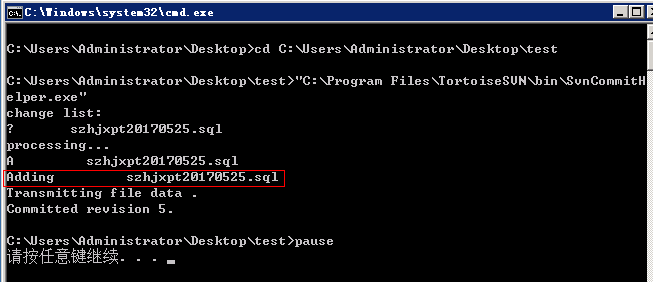 C:\Windows\system32\cmd.exe
C:\Users\Administrator\Desktop>cd C:\Users\Administrator\Desktop\test
C:\Users\Administrator\Desktop\test>"C:\Program Files\TortoiseSVN\bin\SvnCommitH
elper.exe"
change list:
?       szhjxpt20170525.sql
processing...
A         szhjxpt20170525.sql
Adding         szhjxpt20170525.sql
Transmitting file data .
Committed revision 5.
C:\Users\Administrator\Desktop\test>pause
请按任意键继续. . .